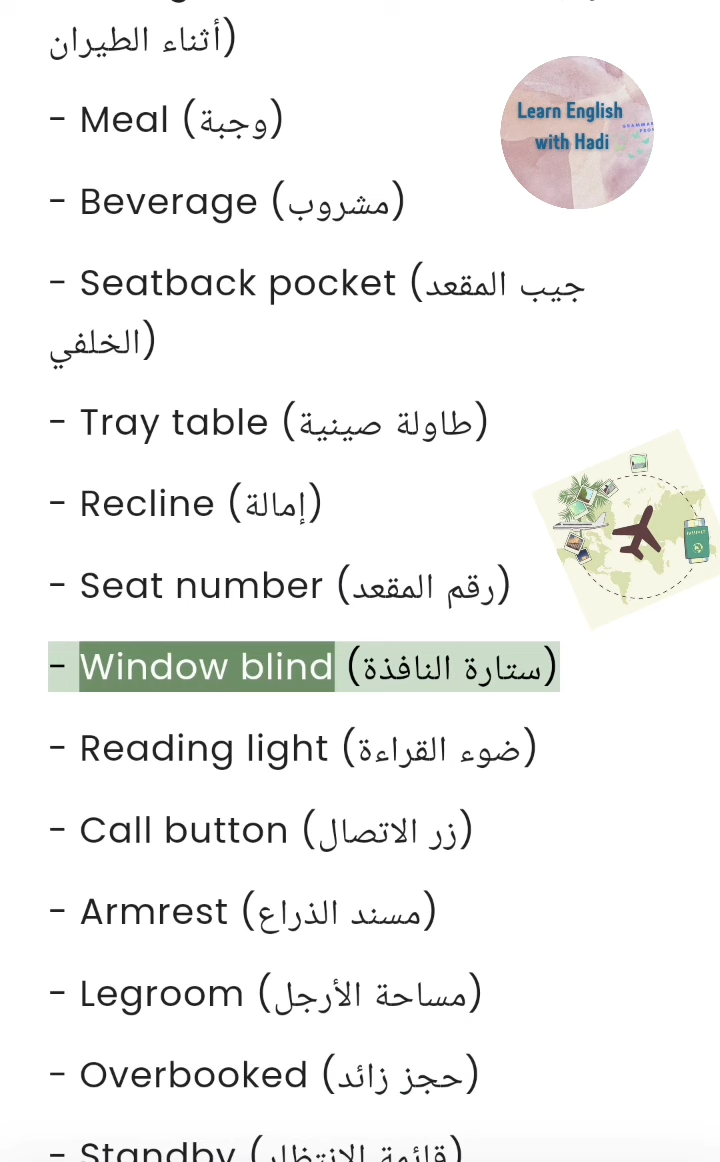 أثناء الطيران)
- Meal (وجبة)
Learn English
with Hadi
- Beverage (مشروب)
- Seatback pocket (جيب المقعد
الخلفي)
- Tray table (طاولة صينية)
- Recline (إمالة)
- Seat number (رقم المقعد)
- Window blind (ستارة النافذة)
- Reading light (ضوء القراءة)
- Call button (زر الاتصال)
- Armrest (مسند الذراع)
- Legroom (مساحة الأرجل)
- Overbooked (حجز زائد)
- Standby (قائمة الانتظار)